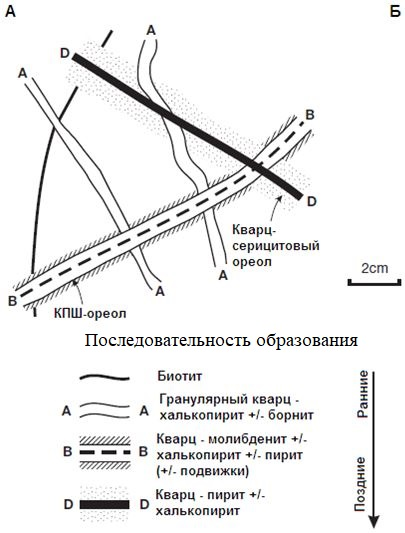 А Б
A
D
A
B
D
Кварц-
серицитовый
ореол
2cm
A
A
B
КПШ-ореол
Последовательность образования
Биотит
A A Гранулярный кварц -
халькопирит +/- борнит
B B Кварц - молибденит +/-
халькопирит +/- пирит
(+/- подвижки)
D D Кварц - пирит +/-
халькопирит
Ранние
Поздние